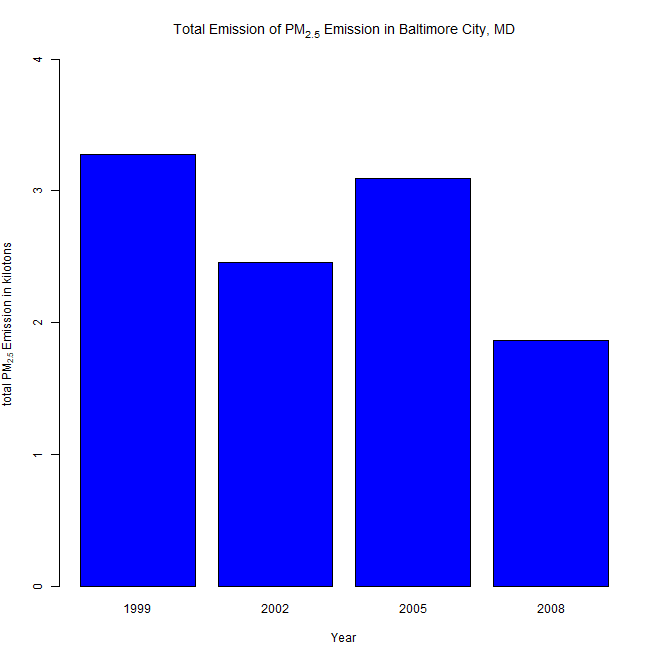 Total Emission of PM2.5 Emission in Baltimore City, MD
total PM2.5 Emission in kilotons
4
3
2
1
0
1999 2002 2005 2008
Year